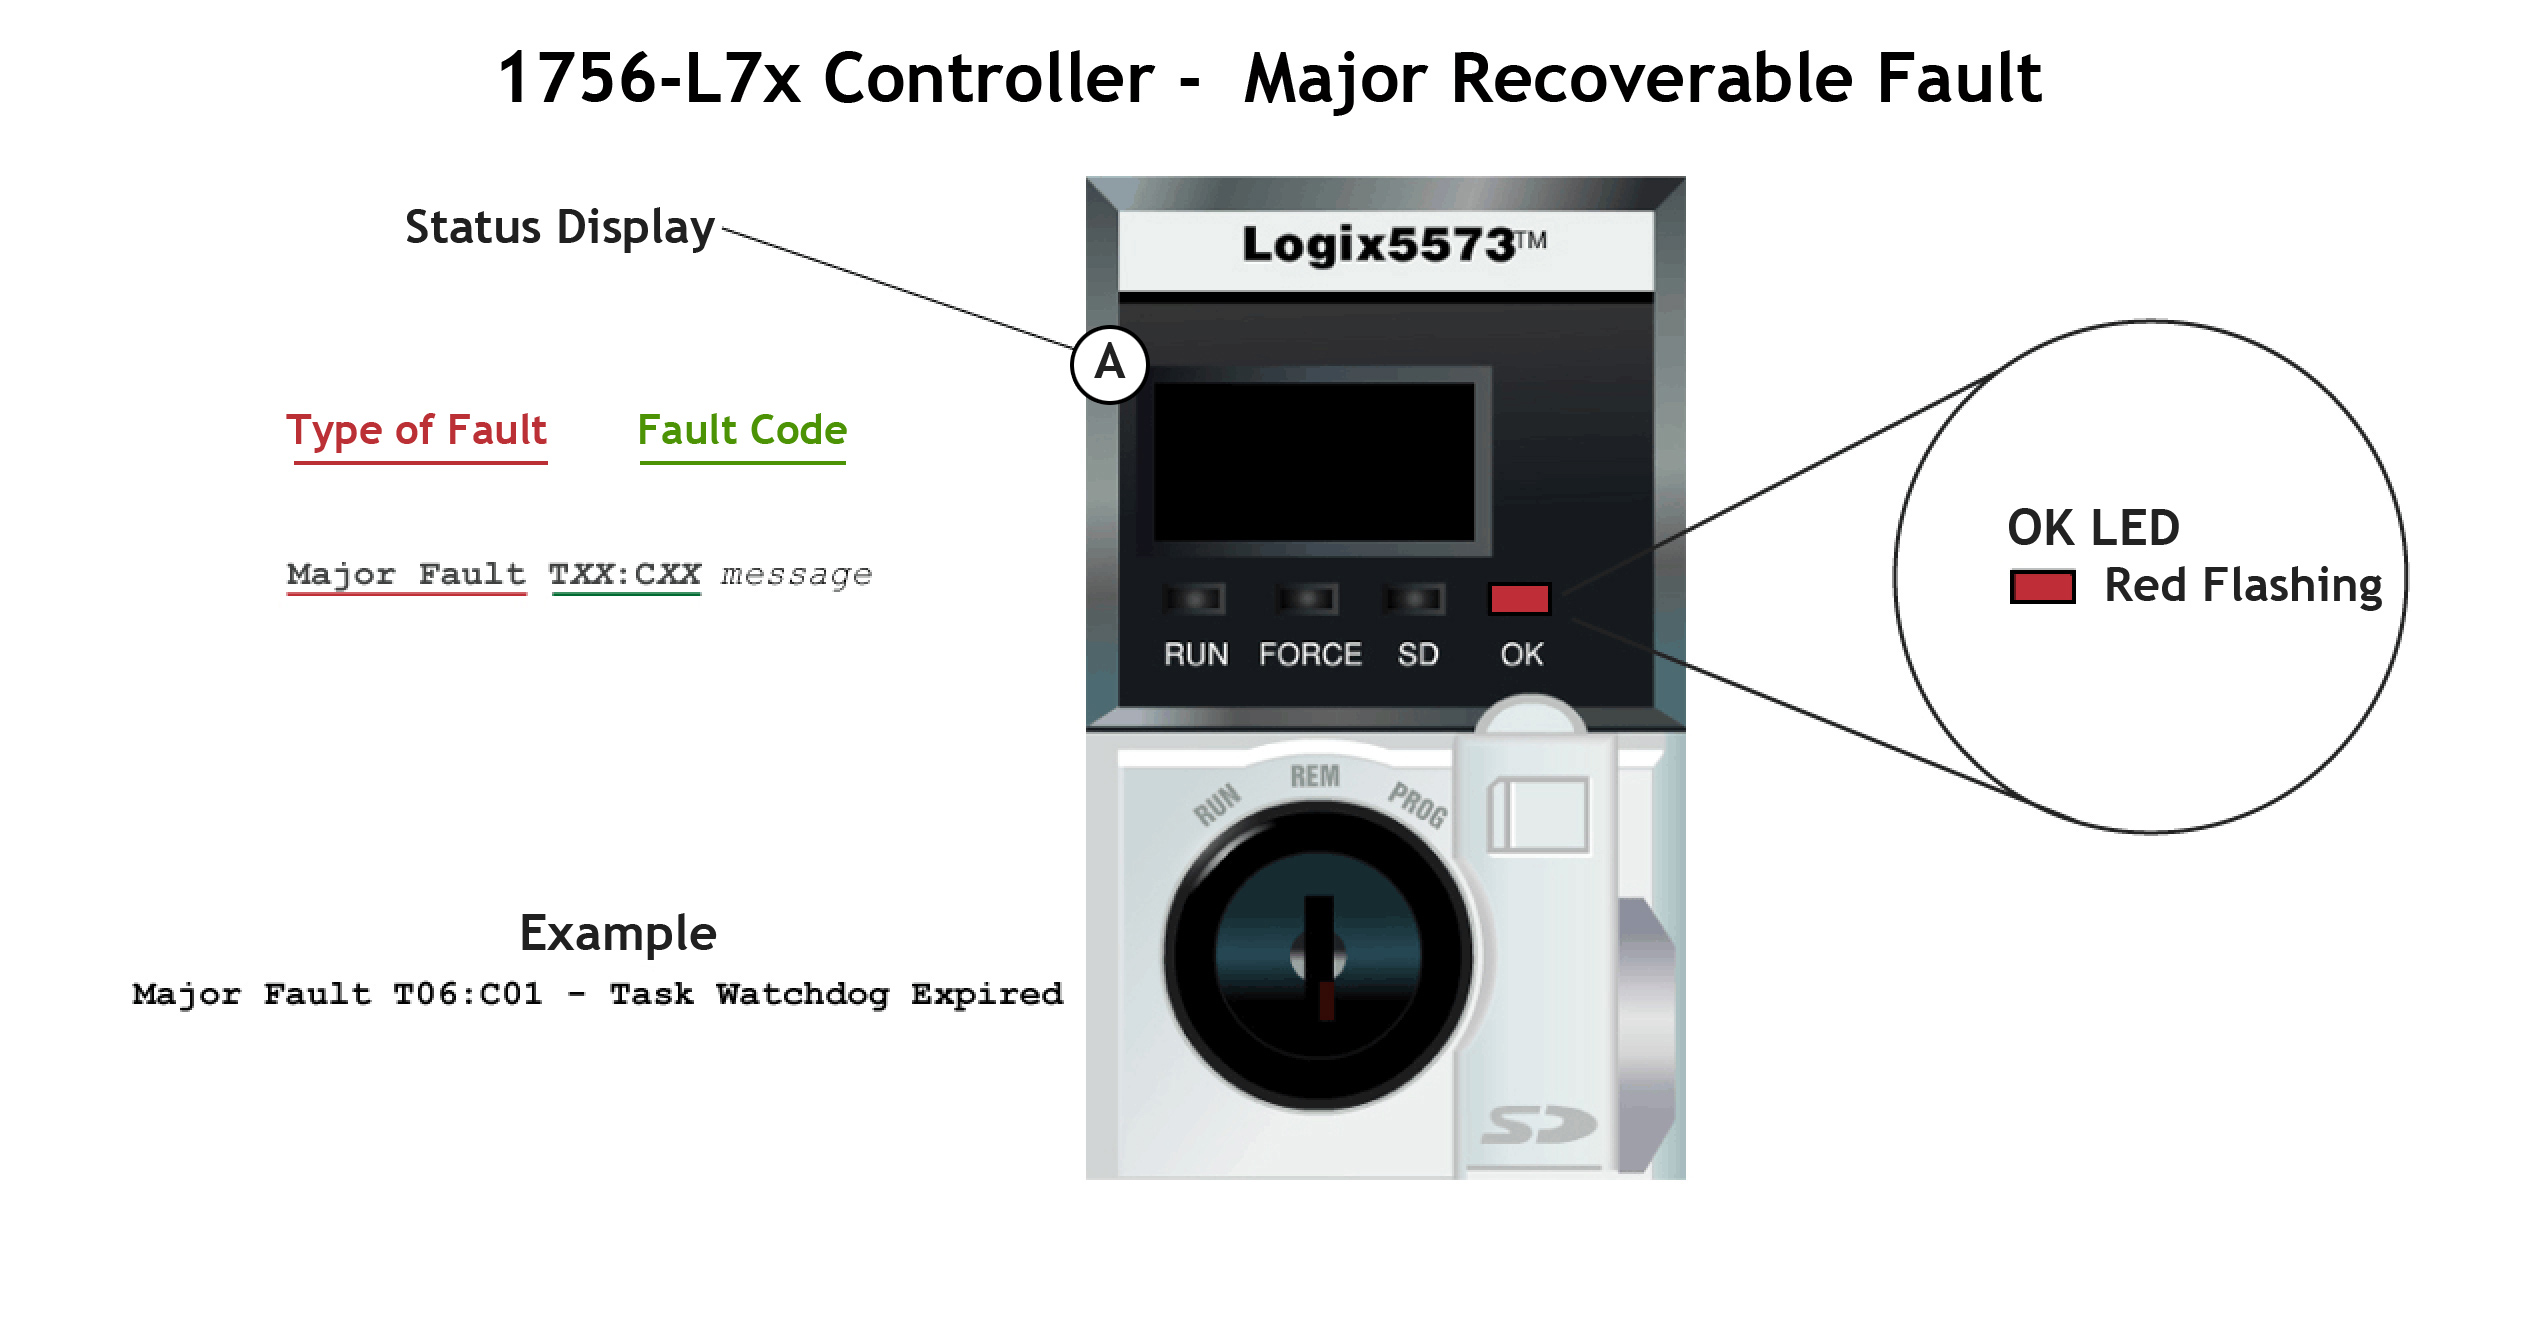 1756-L7x Controller - Major Recoverable Fault
Status Display
A
Type of Fault Fault Code
Major Fault TXX:CXX message
Example
Major Fault T06:C01 - Task Watchdog Expired
Logix5573™
RUN FORCE SD OK
RUN REM PROG
SD
OK LED
Red Flashing